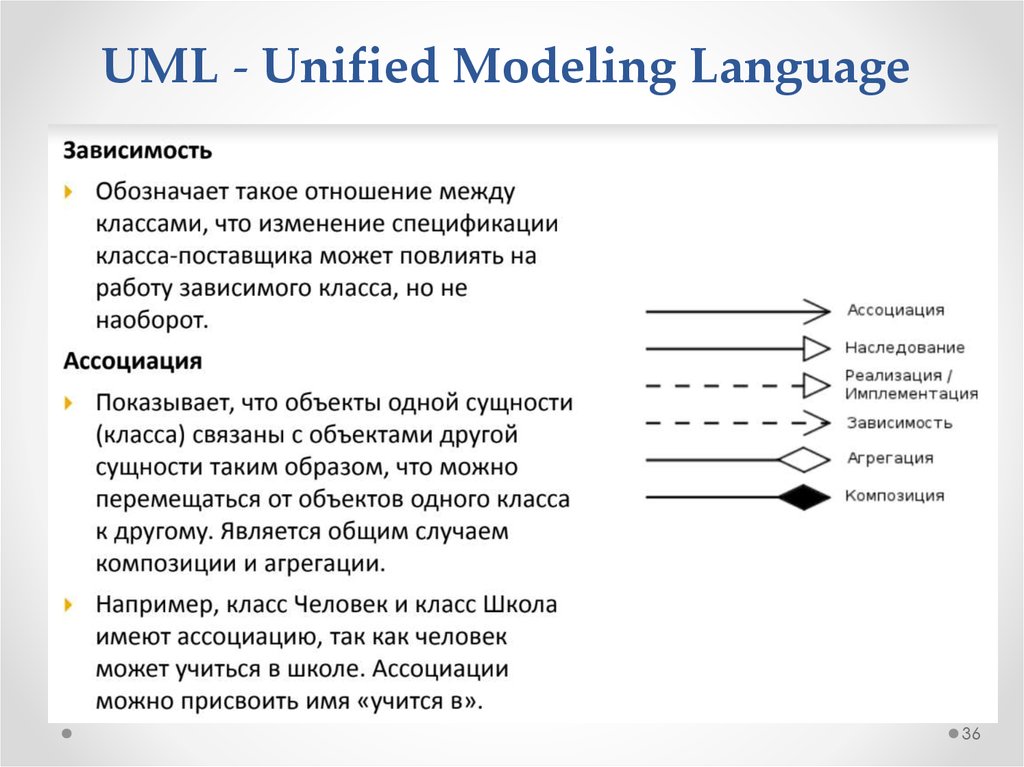 UML - Unified Modeling Language
Зависимость
Обозначает такое отношение между
классами, что изменение спецификации
класса-поставщика может повлиять на
работу зависимого класса, но не
наоборот.
Ассоциация
Показывает, что объекты одной сущности
(класса) связаны с объектами другой
сущности таким образом, что можно
перемещаться от объектов одного класса
к другому. Является общим случаем
композиции и агрегации.
Например, класс Человек и класс Школа
имеют ассоциацию, так как человек
может учиться в школе. Ассоциации
можно присвоить имя «учится в».
Ассоциация
Наследование
Реализация /
Имплементация
Зависимость
Агрегация
Композиция
36